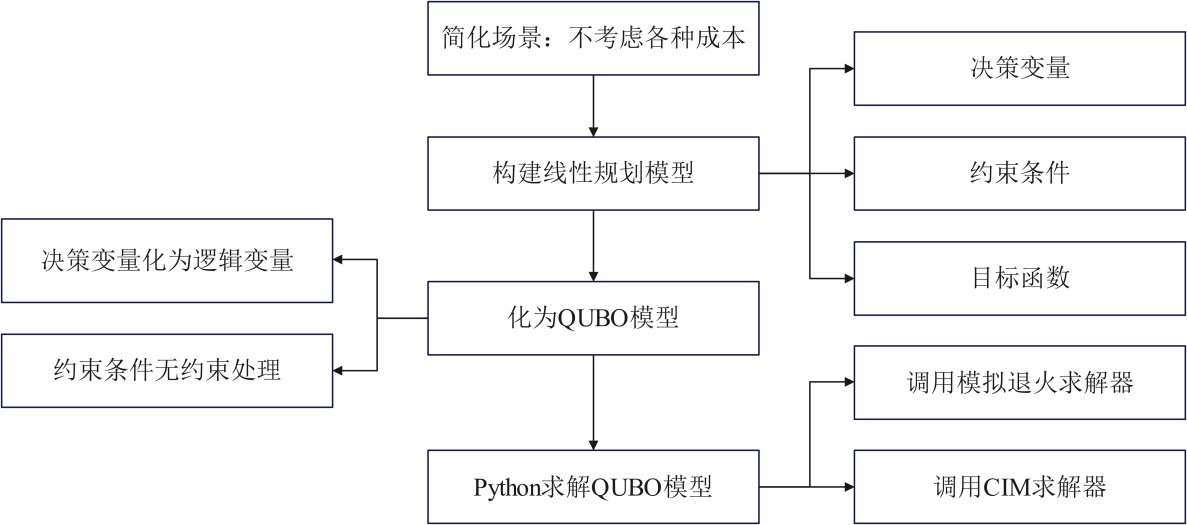 简化场景：不考虑各种成本
决策变量
构建线性规划模型
约束条件
决策变量化为逻辑变量
目标函数
化为QUBO模型
约束条件无约束处理
调用模拟退火求解器
Python求解QUBO模型
调用CIM求解器